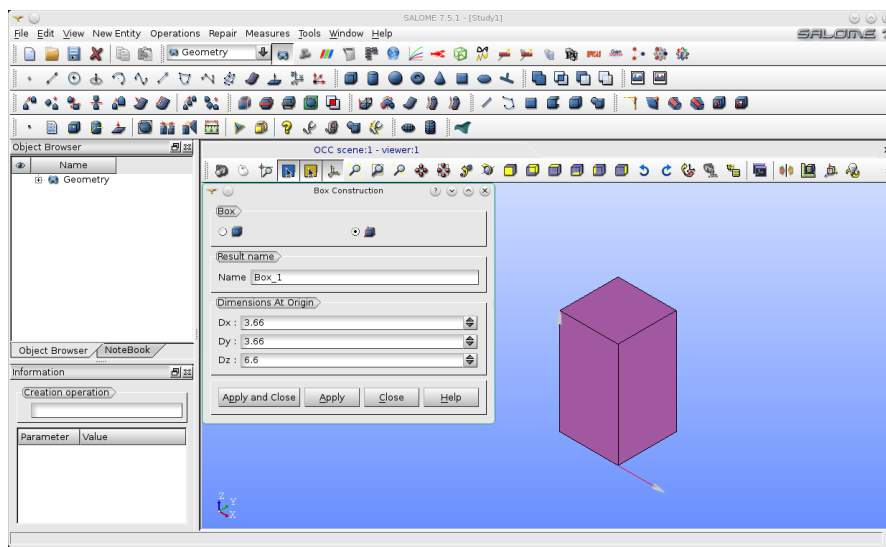 SALOME 7.5.1 - [Study1]
File Edit View New Entity Operations Repair Measures Tools Window Help
SALOME 7
Geometry
Object Browser
OCC scene:1 - viewer:1
Name
Geometry
Box Construction
Box
Result name
Name Box_1
Dimensions At Origin
Dx : 3.66
Dy : 3.66
Dz : 6.6
Object Browser NoteBook
Information
Creation operation
Apply and Close Apply Close Help
Parameter Value
Z Y
X